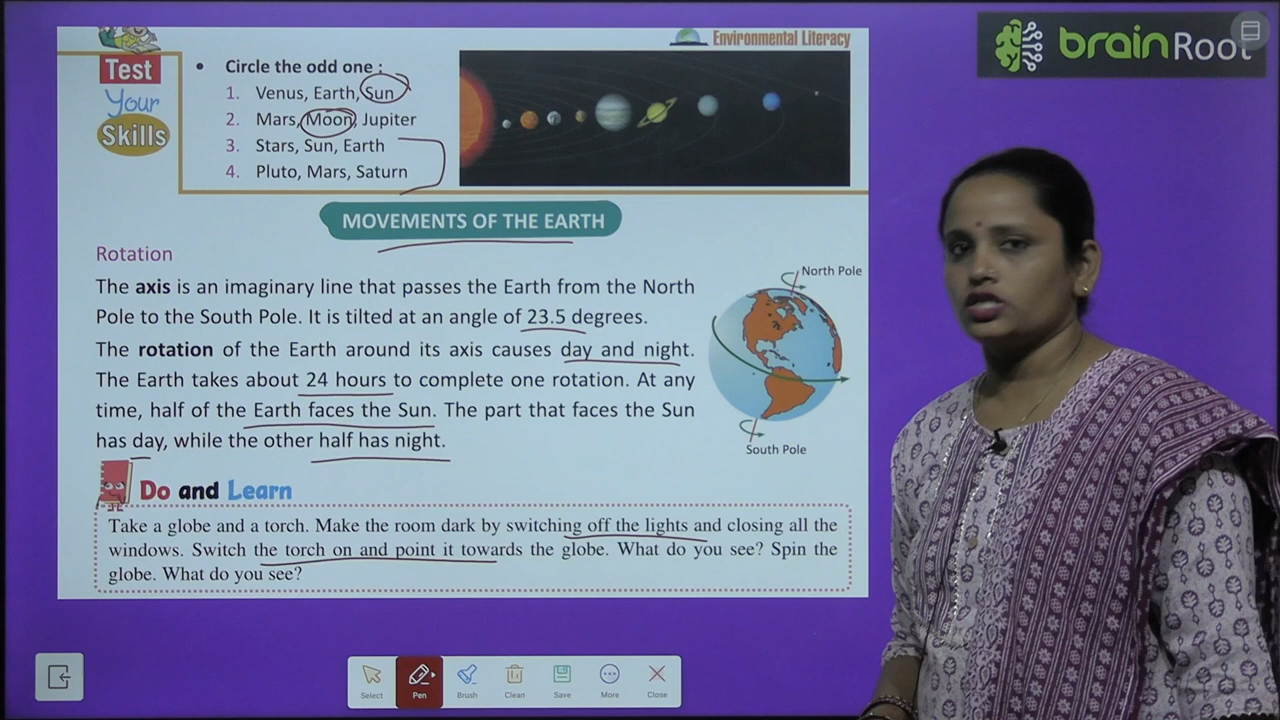 Environmental Literacy
brainRoot
Test
Your
Skills
• Circle the odd one :
1. Venus, Earth, Sun
2. Mars, Moon, Jupiter
3. Stars, Sun, Earth
4. Pluto, Mars, Saturn
MOVEMENTS OF THE EARTH
Rotation
The axis is an imaginary line that passes the Earth from the North
Pole to the South Pole. It is tilted at an angle of 23.5 degrees.
The rotation of the Earth around its axis causes day and night.
The Earth takes about 24 hours to complete one rotation. At any
time, half of the Earth faces the Sun. The part that faces the Sun
has day, while the other half has night.
North Pole
South Pole
Do and Learn
Take a globe and a torch. Make the room dark by switching off the lights and closing all the
windows. Switch the torch on and point it towards the globe. What do you see? Spin the
globe. What do you see?
Select
Pen
Brush
Clean
Save
More
Close